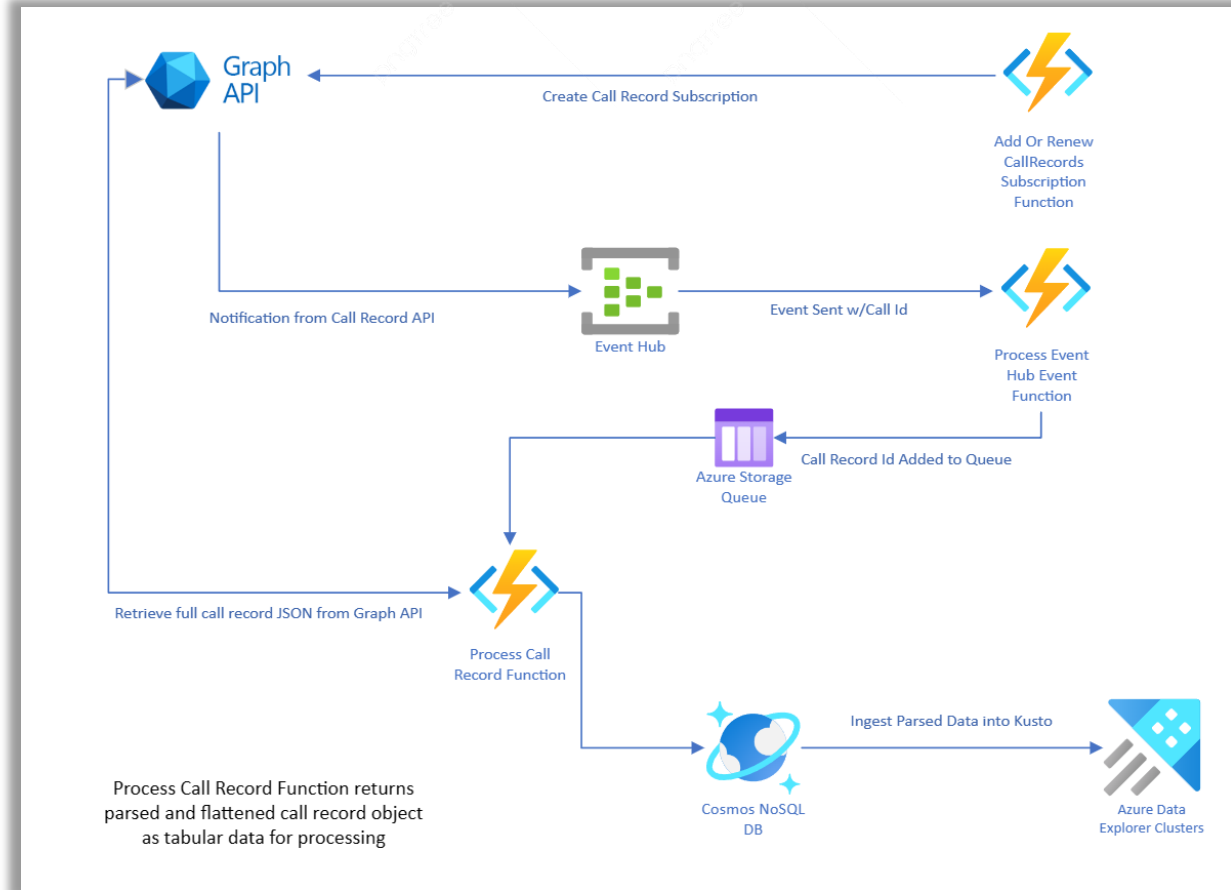 Graph
API
Create Call Record Subscription
Add Or Renew
CallRecords
Subscription
Function
Notification from Call Record API
Event Hub
Event Sent w/Call Id
Process Event
Hub Event
Function
Call Record Id Added to Queue
Azure Storage
Queue
Retrieve full call record JSON from Graph API
Process Call
Record Function
Ingest Parsed Data into Kusto
Cosmos NoSQL
DB
Azure Data
Explorer Clusters
Process Call Record Function returns
parsed and flattened call record object
as tabular data for processing